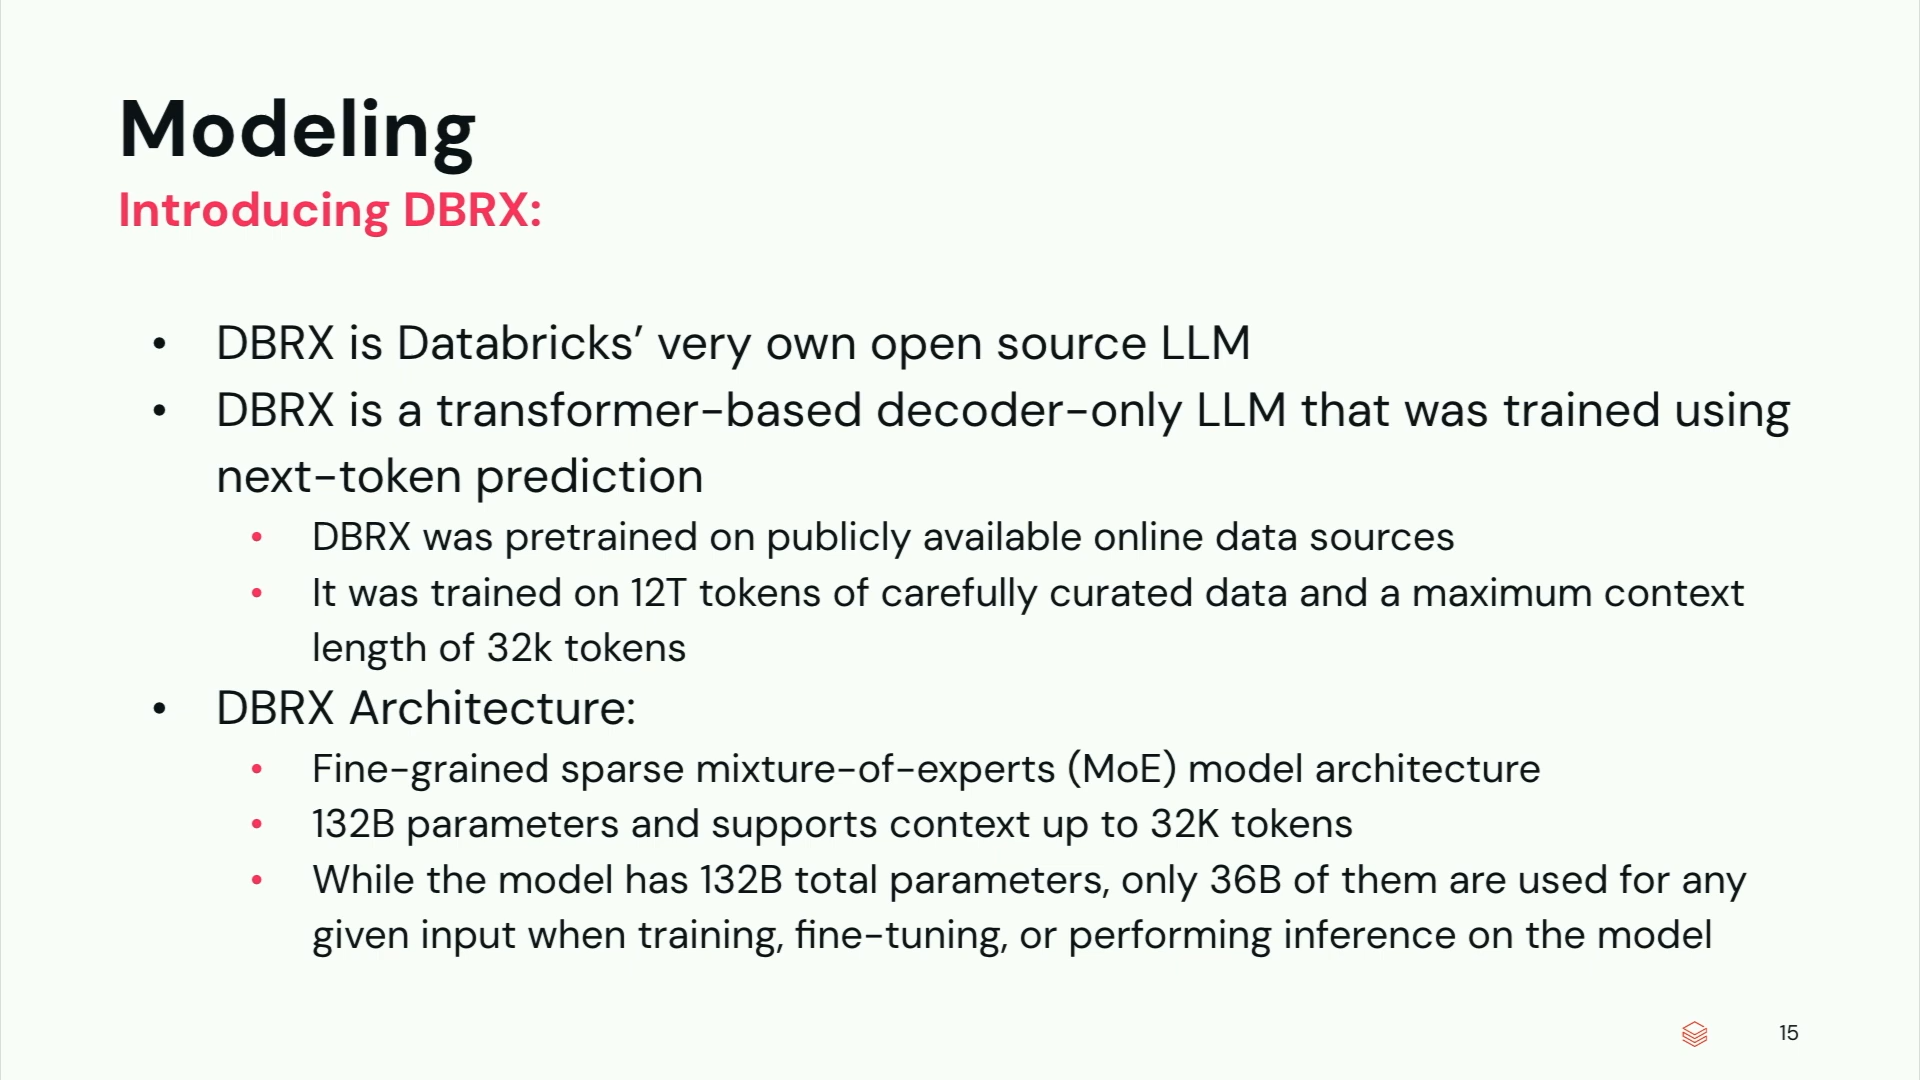 Modeling
Introducing DBRX:
• DBRX is Databricks’ very own open source LLM
• DBRX is a transformer-based decoder-only LLM that was trained using
next-token prediction
• DBRX was pretrained on publicly available online data sources
• It was trained on 12T tokens of carefully curated data and a maximum context
length of 32k tokens
• DBRX Architecture:
• Fine-grained sparse mixture-of-experts (MoE) model architecture
• 132B parameters and supports context up to 32K tokens
• While the model has 132B total parameters, only 36B of them are used for any
given input when training, fine-tuning, or performing inference on the model
15